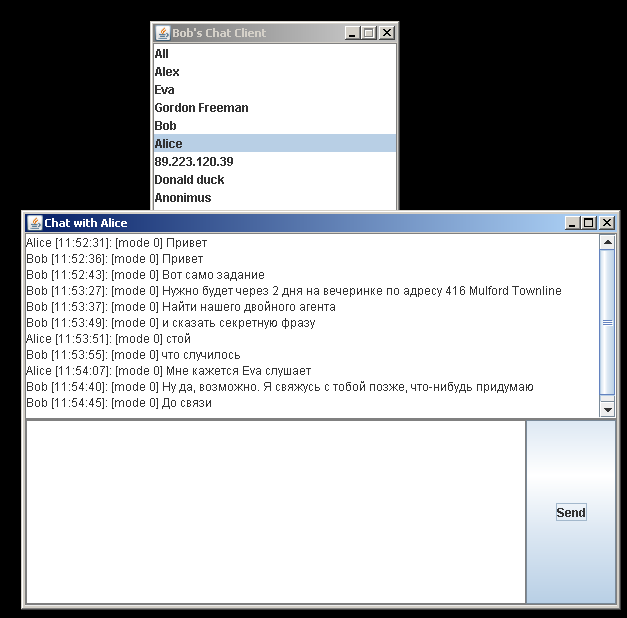 Bob's Chat Client
All
Alex
Eva
Gordon Freeman
Bob
Alice
89.223.120.39
Donald duck
Anonimus
Chat with Alice
Alice [11:52:31]: [mode 0] Привет
Bob [11:52:36]: [mode 0] Привет
Bob [11:52:43]: [mode 0] Вот само задание
Bob [11:53:27]: [mode 0] Нужно будет через 2 дня на вечеринке по адресу 416 Mulford Townline
Bob [11:53:37]: [mode 0] Найти нашего двойного агента
Bob [11:53:49]: [mode 0] и сказать секретную фразу
Alice [11:53:51]: [mode 0] стой
Bob [11:53:55]: [mode 0] что случилось
Alice [11:54:07]: [mode 0] Мне кажется Eva слушает
Bob [11:54:40]: [mode 0] Ну да, возможно. Я свяжусь с тобой позже, что-нибудь придумаю
Bob [11:54:45]: [mode 0] До связи
Send